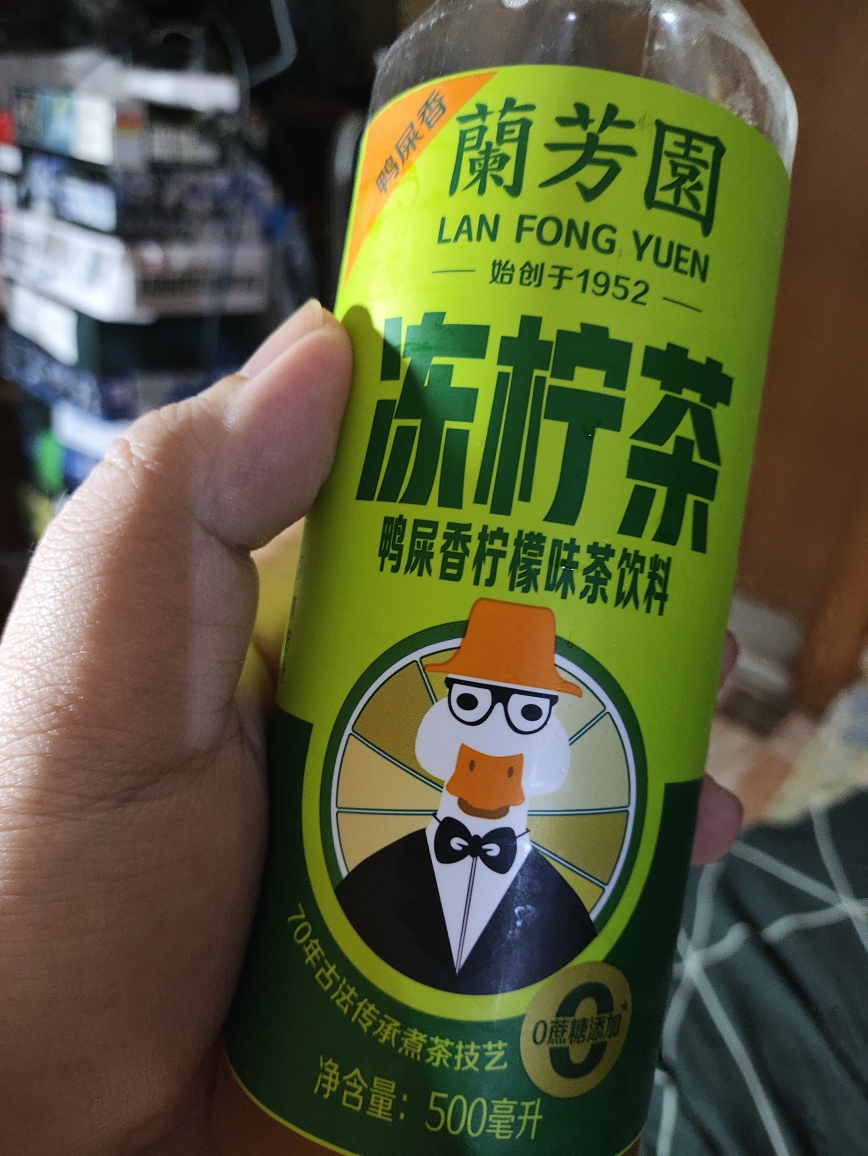 鸭屎香
蘭芳園
LAN FONG YUEN
始创于1952
冻柠茶
鸭屎香柠檬味茶饮料
70年古法传承煮茶技艺
0蔗糖添加*
净含量：500毫升